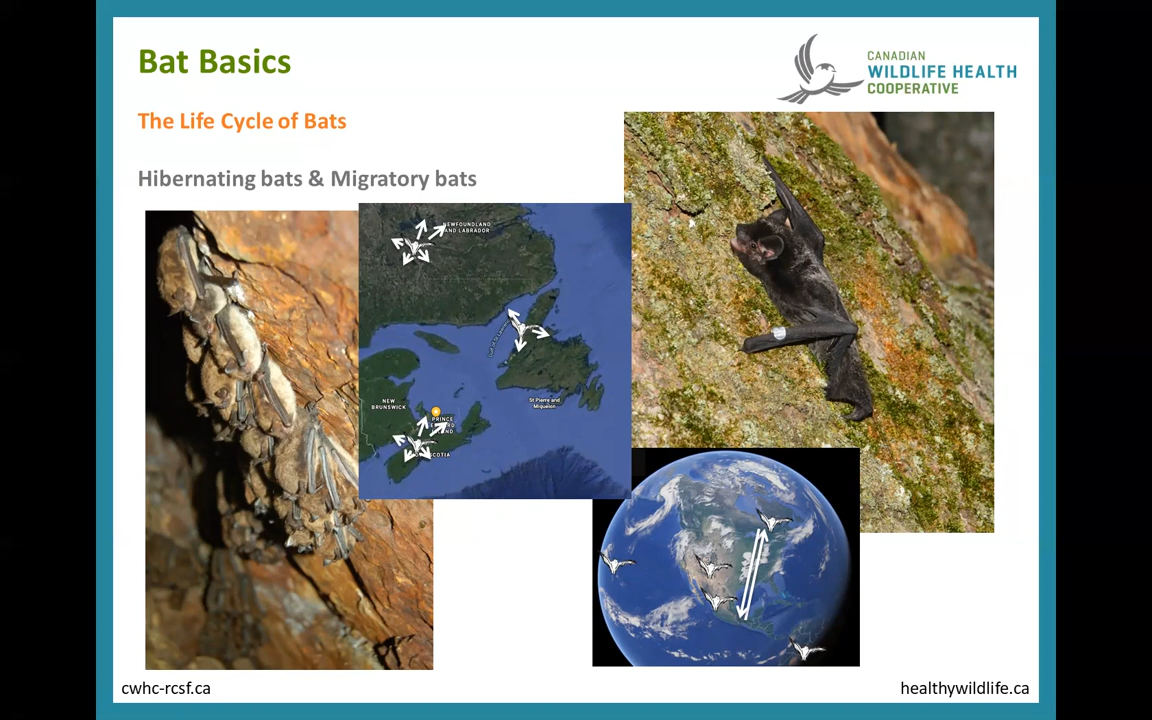 Bat Basics
CANADIAN
WILDLIFE HEALTH
COOPERATIVE
The Life Cycle of Bats
Hibernating bats & Migratory bats
NEWFOUNDLAND
AND LABRADOR
NEW
BRUNSWICK
PRINCE
St Pierre and
Miquelon
cwhc-rcsf.ca
healthywildlife.ca